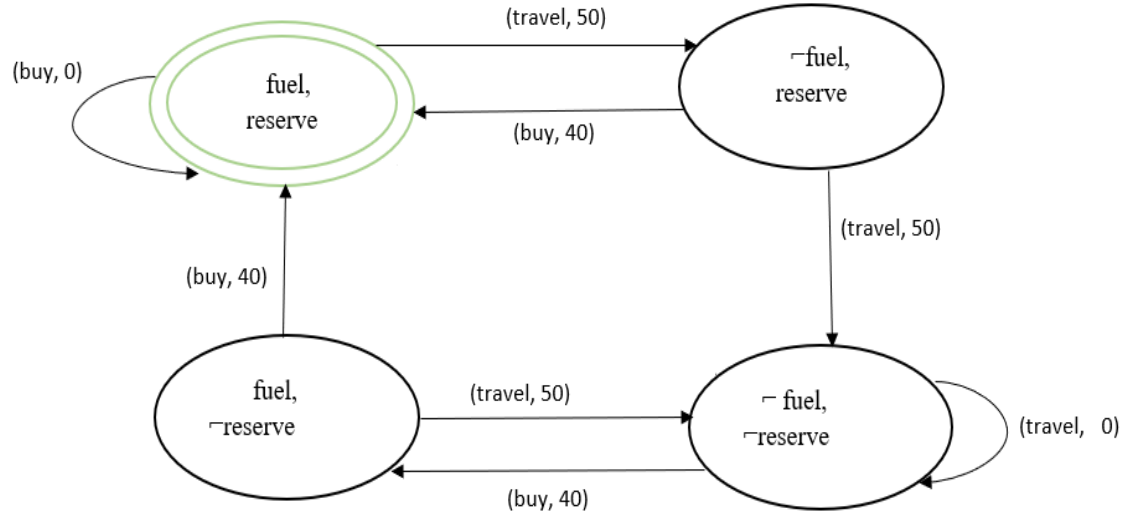 (travel, 50)
(buy, 0)
fuel,
reserve
⌐fuel,
reserve
(buy, 40)
(travel, 50)
(buy, 40)
fuel,
⌐reserve
(travel, 50)
⌐ fuel,
⌐reserve
(travel, 0)
(buy, 40)